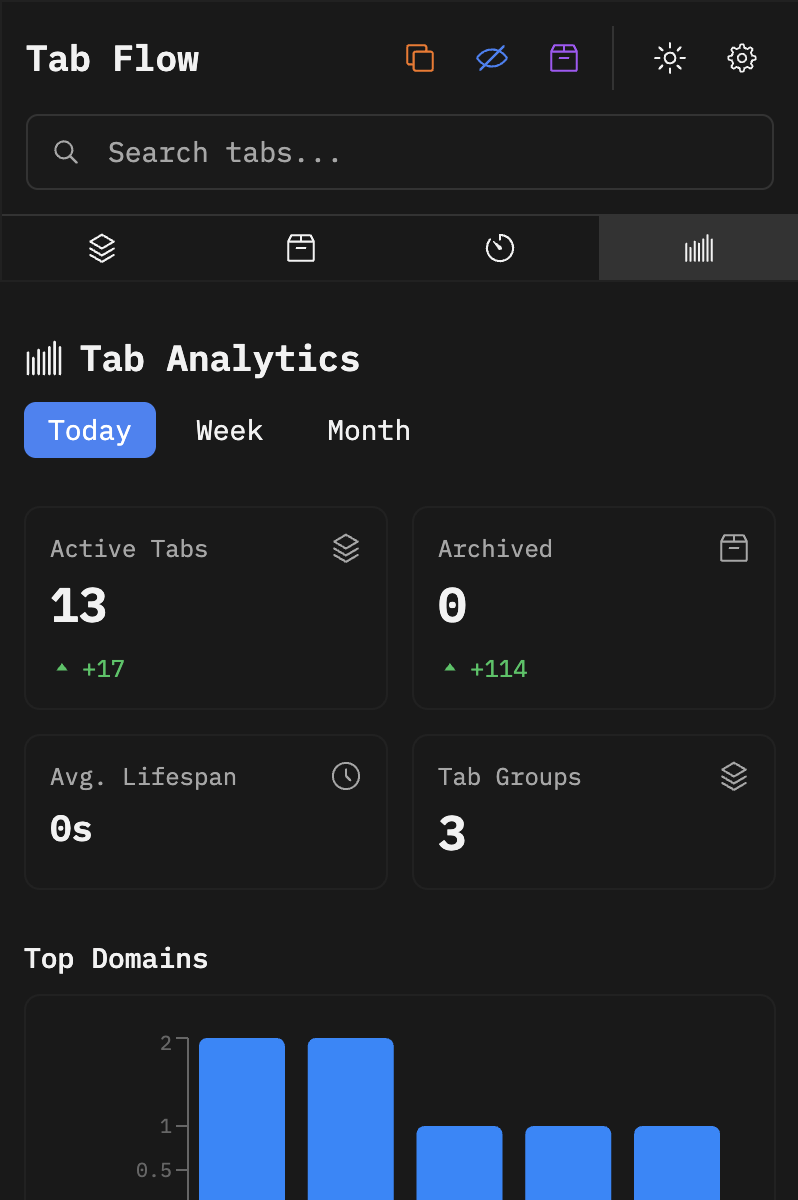 Tab Flow
Search tabs...
Tab Analytics
Today Week Month
Active Tabs
13
+17
Archived
0
+114
Avg. Lifespan
0s
Tab Groups
3
Top Domains
2
1
0.5